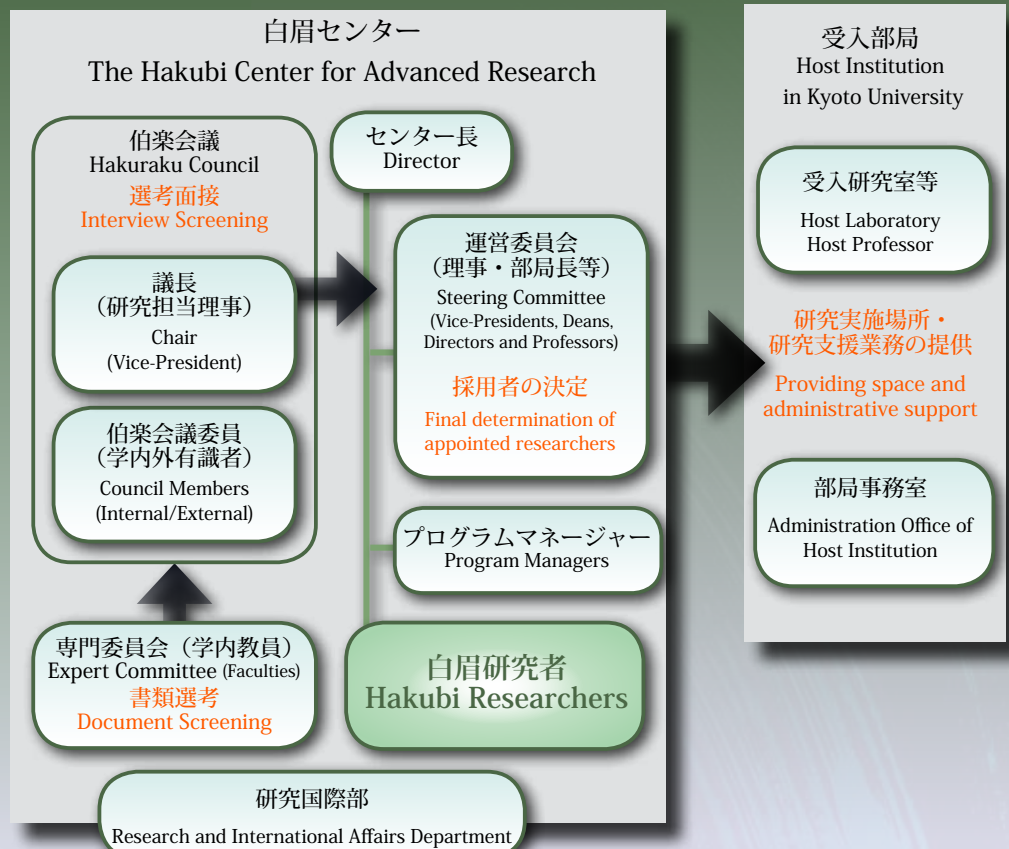 白眉センター
The Hakubi Center for Advanced Research
伯楽会議
Hakuraku Council
選考面接
Interview Screening
議長
（研究担当理事）
Chair
(Vice-President)
伯楽会議委員
（学内外有識者）
Council Members
(Internal/External)
専門委員会（学内教員）
Expert Committee (Faculties)
書類選考
Document Screening
センター長
Director
運営委員会
（理事・部局長等）
Steering Committee
(Vice-Presidents, Deans,
Directors and Professors)
採用者の決定
Final determination of
appointed researchers
プログラムマネージャー
Program Managers
白眉研究者
Hakubi Researchers
研究国際部
Research and International Affairs Department
受入部局
Host Institution
in Kyoto University
受入研究室等
Host Laboratory
Host Professor
研究実施場所・
研究支援業務の提供
Providing space and
administrative support
部局事務室
Administration Office of
Host Institution